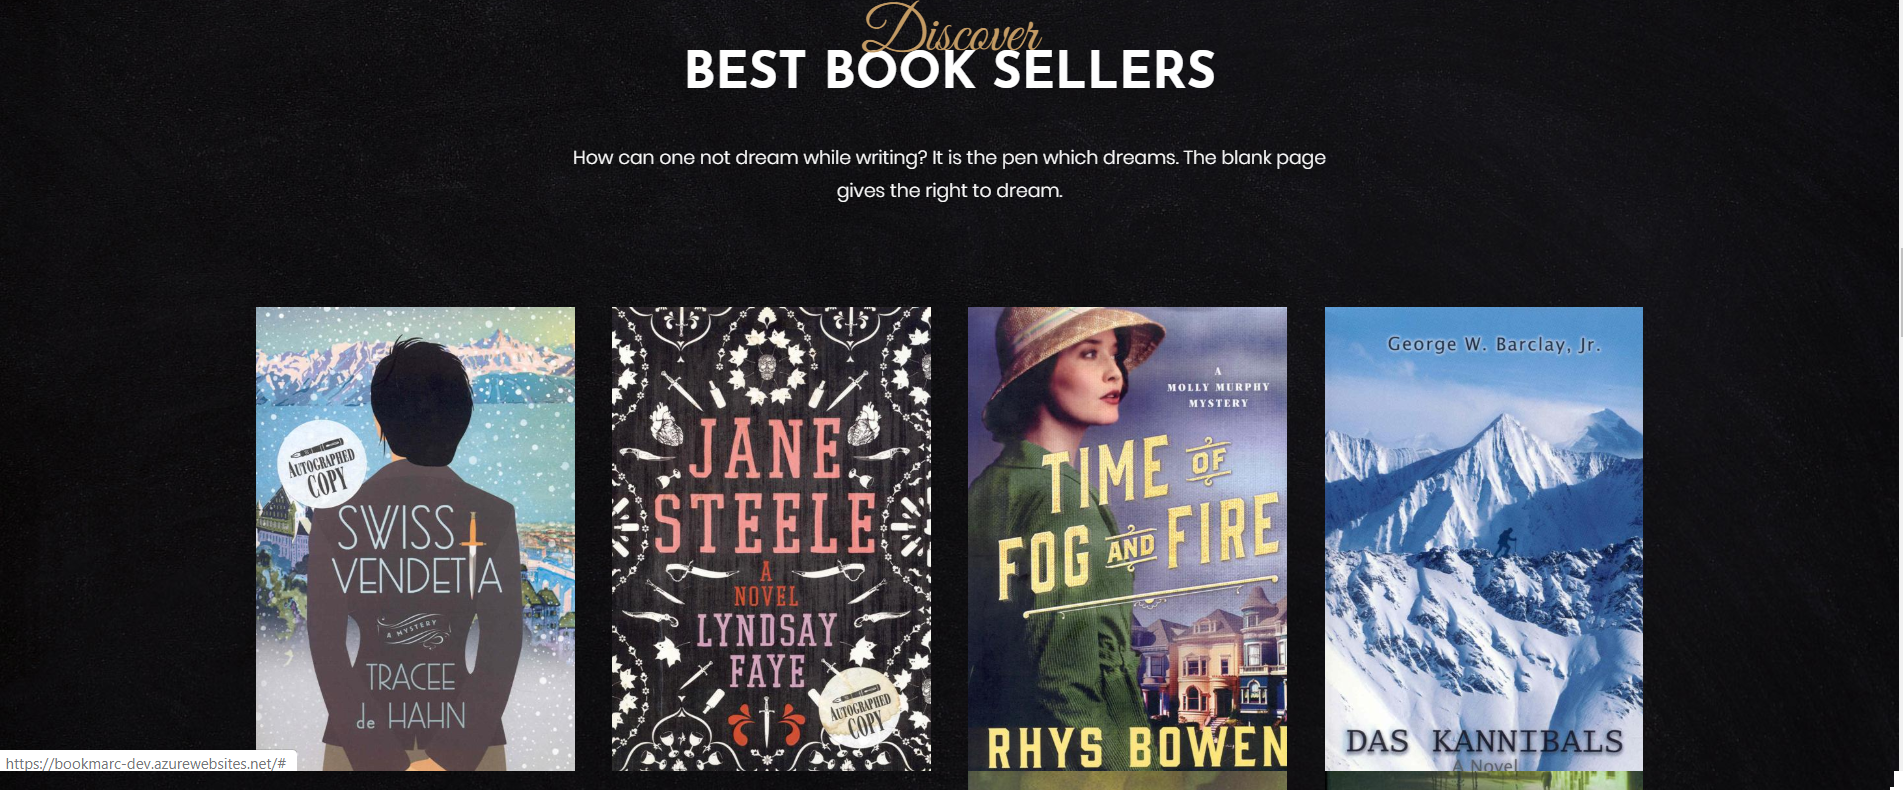 Discover
BEST BOOK SELLERS
How can one not dream while writing? It is the pen which dreams. The blank page
gives the right to dream.
AUTOGRAPHED
COPY
SWISS
VENDETTA
A MYSTERY
TRACEE
de HAHN
JANE
STEELE
A
NOVEL
LYNDSAY
FAYE
AUTOGRAPHED
COPY
A
MOLLY MURPHY
MYSTERY
TIME OF
FOG AND FIRE
RHYS BOWEN
George W. Barclay, Jr.
DAS KANNIBALS
A Novel
https://bookmarc-dev.azurewebsites.net/#